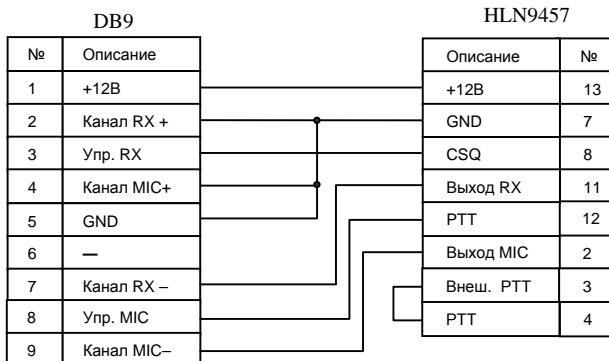 DB9
№ Описание
1 +12В
2 Канал RX +
3 Упр. RX
4 Канал MIC+
5 GND
6 —
7 Канал RX –
8 Упр. MIC
9 Канал MIC–
HLN9457
Описание №
+12В 13
GND 7
CSQ 8
Выход RX 11
PTT 12
Выход MIC 2
Внеш. PTT 3
PTT 4